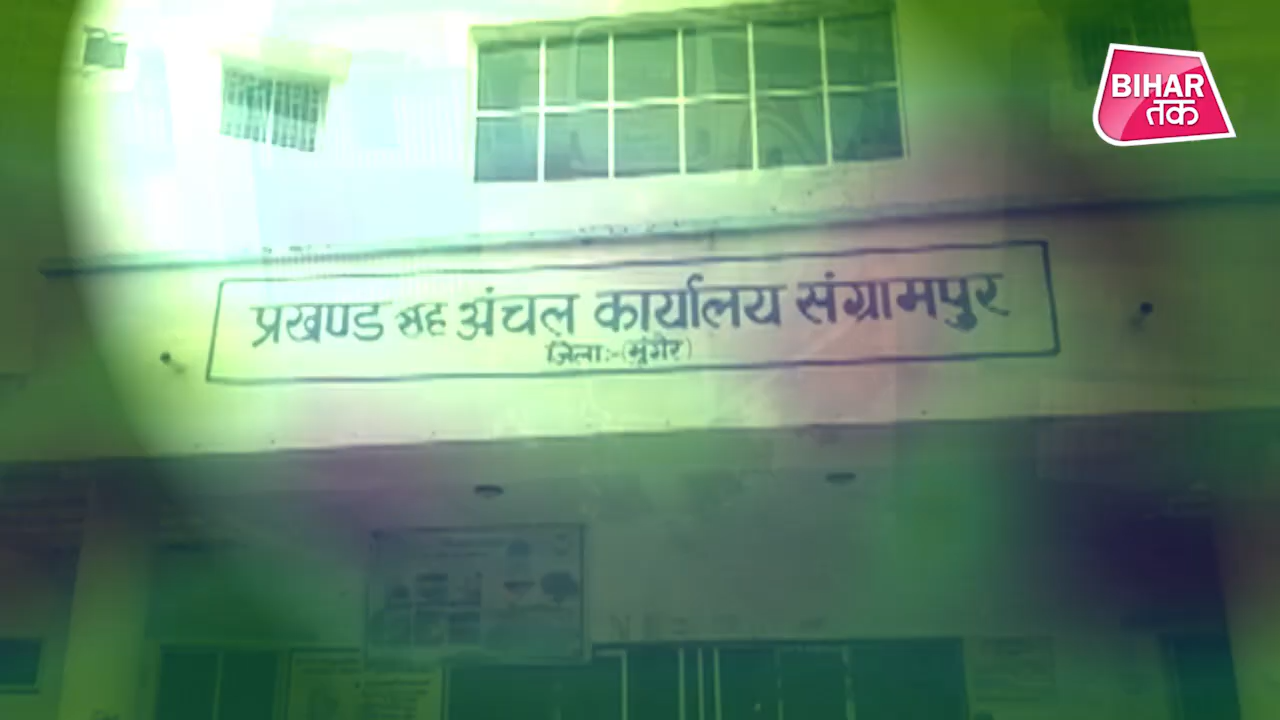 BIHAR
तक
प्रखण्ड सह अंचल कार्यालय संग्रामपुर
जिला:-(मुंगेर)